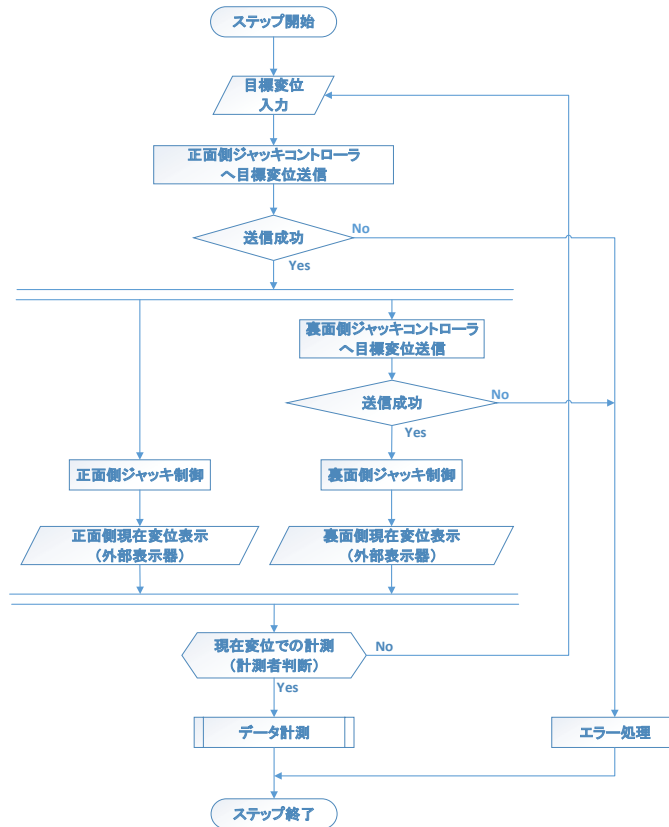 ステップ開始
目標変位
入力
正面側ジャッキコントローラ
へ目標変位送信
送信成功
No
Yes
裏面側ジャッキコントローラ
へ目標変位送信
送信成功
No
Yes
正面側ジャッキ制御
裏面側ジャッキ制御
正面側現在変位表示
（外部表示器）
裏面側現在変位表示
（外部表示器）
現在変位での計測
（計測者判断）
No
Yes
データ計測
エラー処理
ステップ終了